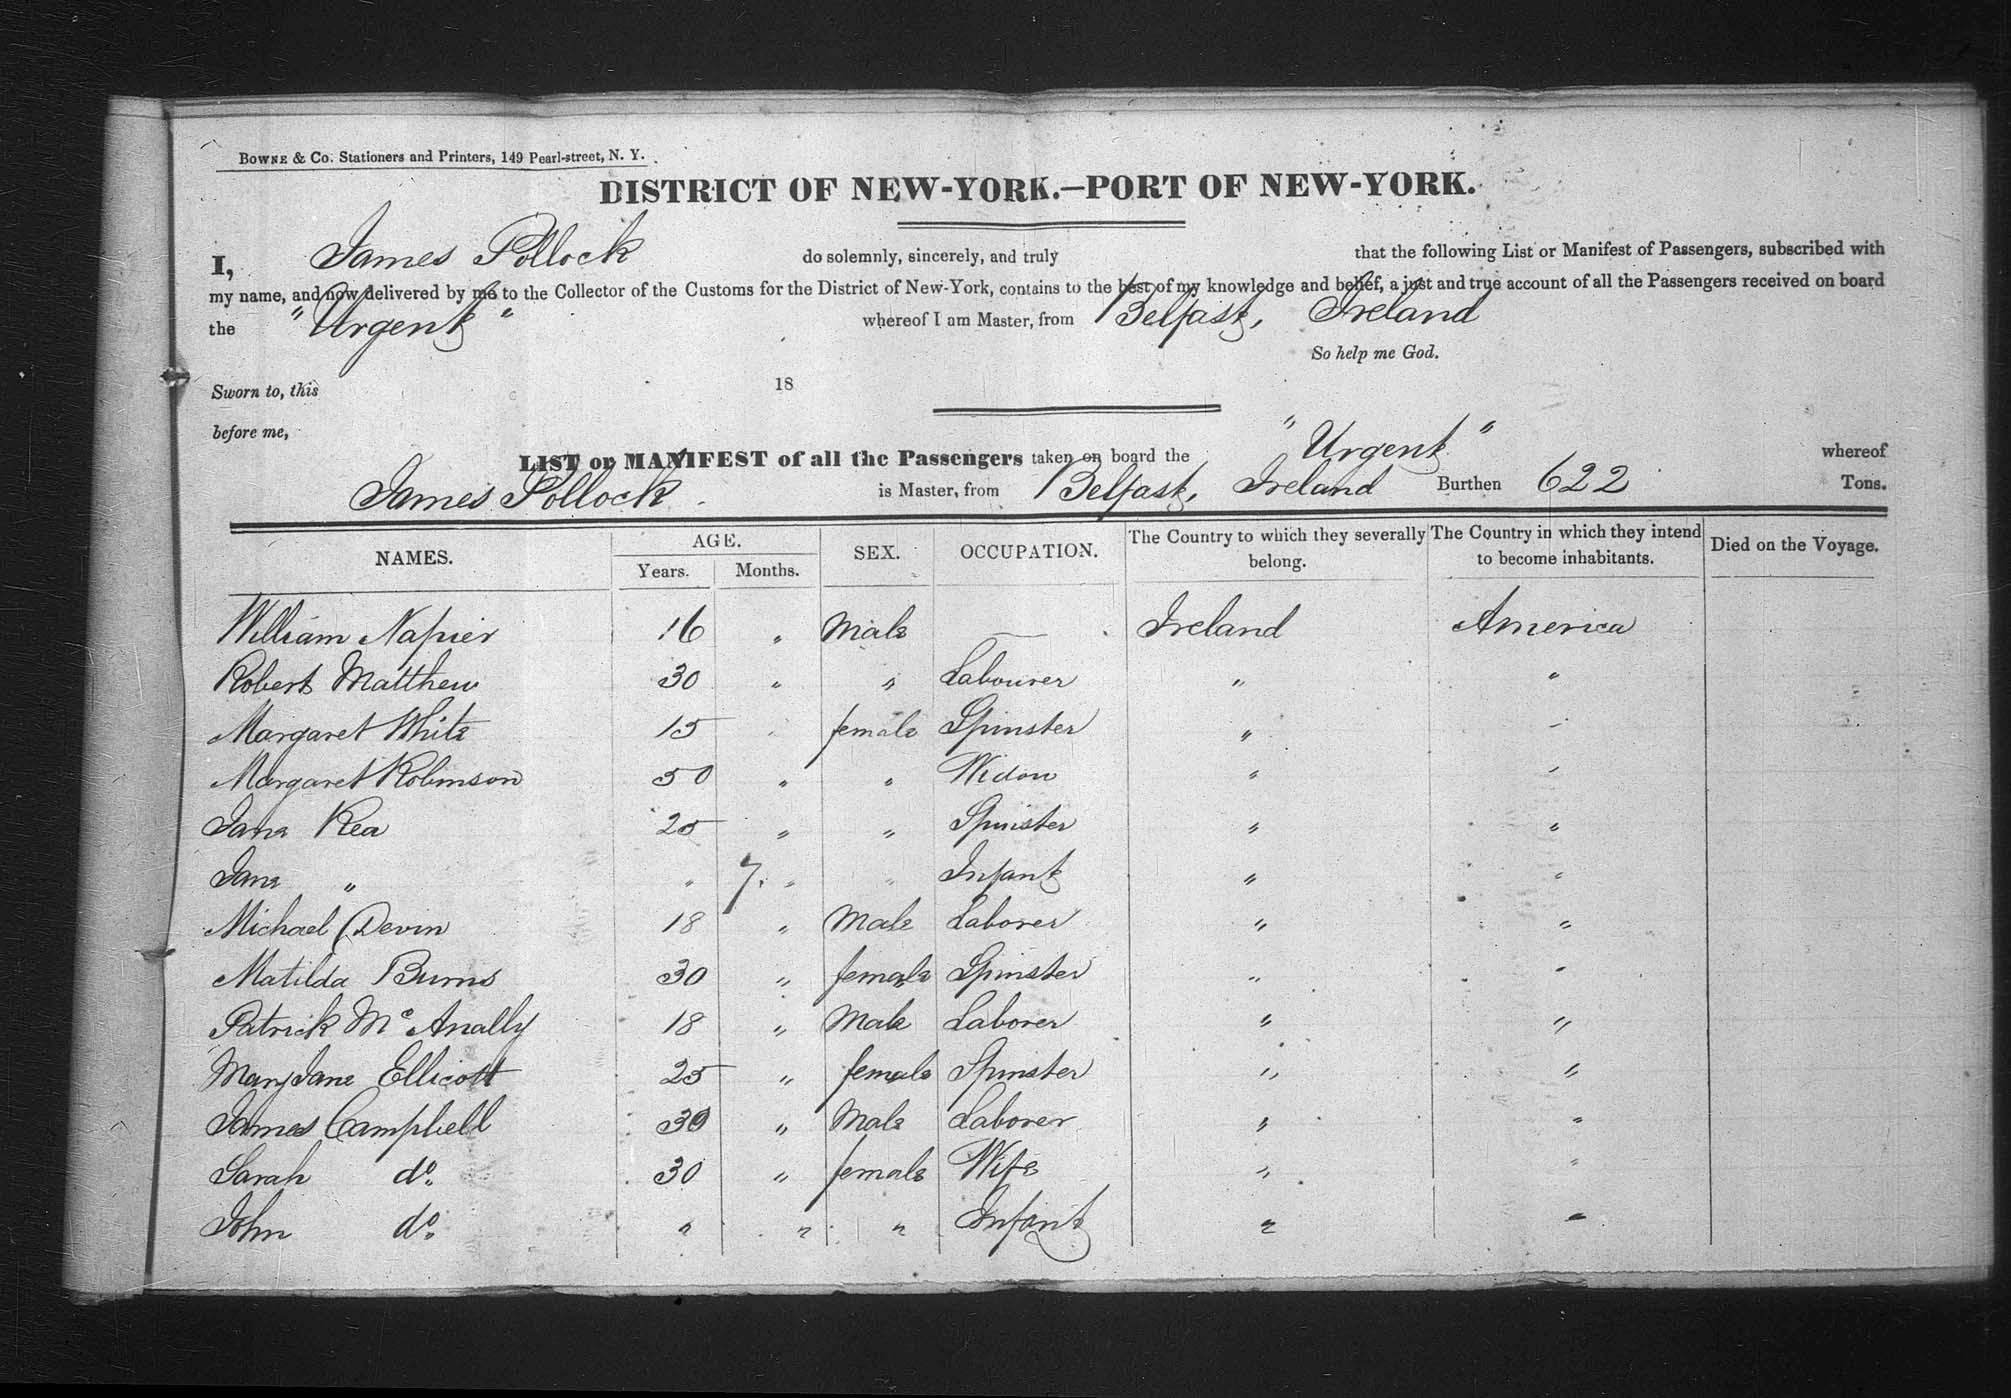 BOWNE & CO. Stationers and Printers, 149 Pearl-street, N. Y.
DISTRICT OF NEW-YORK.—PORT OF NEW-YORK.
I, James Pollock do solemnly, sincerely, and truly that the following List or Manifest of Passengers, subscribed with
my name, and now delivered by me to the Collector of the Customs for the District of New-York, contains to the best of my knowledge and belief, a just and true account of all the Passengers received on board
the "Urgent" whereof I am Master, from Belfast, Ireland
So help me God.
Sworn to, this 18
before me,
LIST or MANIFEST of all the Passengers taken on board the "Urgent" whereof
James Pollock is Master, from Belfast, Ireland Burthen 622 Tons.
NAMES. AGE. Years. Months. SEX. OCCUPATION. The Country to which they severally belong. The Country in which they intend to become inhabitants. Died on the Voyage.
William Napier 16 " Male — Ireland America
Robert Matthew 30 " " Labourer " "
Margaret White 15 " female Spinster " "
Margaret Robinson 50 " " Widow " "
Jane Rea 25 " " Spinster " "
Jane " " 7. " " Infant " "
Michael Devin 18 " Male Laborer " "
Matilda Burns 30 " female Spinster " "
Patrick Mc Anally 18 " Male Laborer " "
Mary Jane Ellicott 25 " female Spinster " "
James Campbell 30 " Male Laborer " "
Sarah do. 30 " female Wife " "
John do. " " " Infant " "